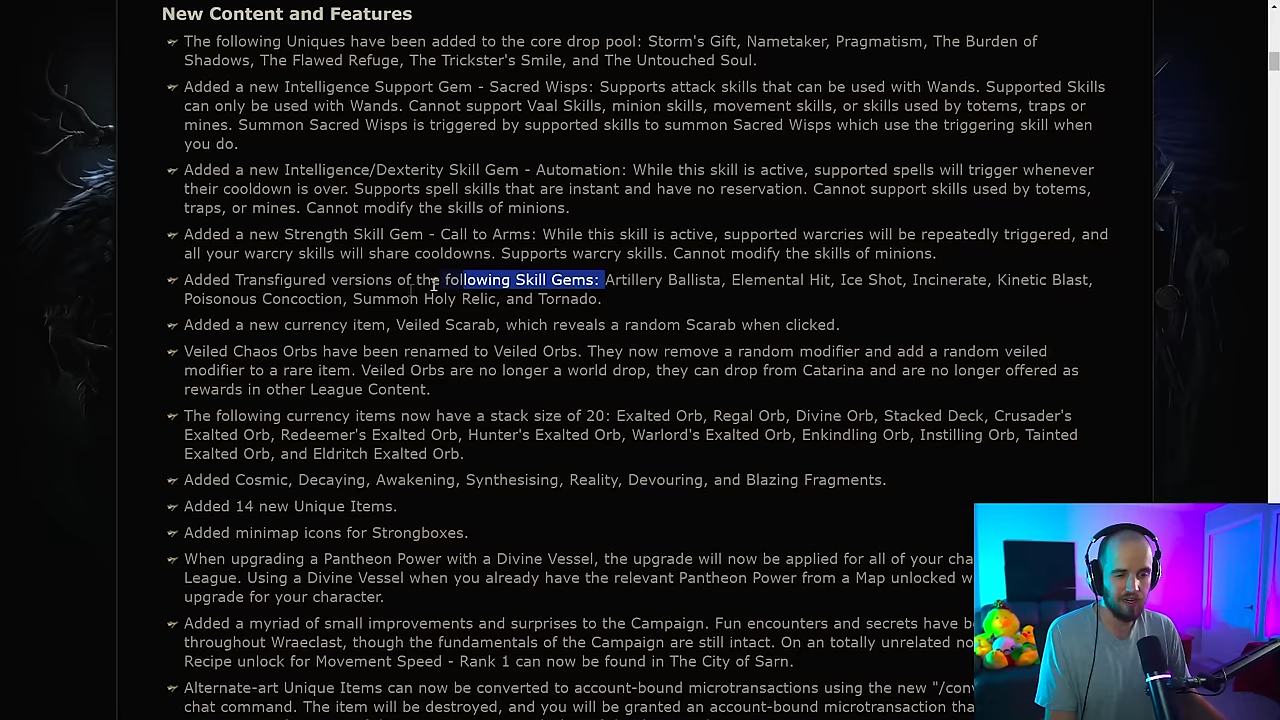 New Content and Features
The following Uniques have been added to the core drop pool: Storm's Gift, Nametaker, Pragmatism, The Burden of
Shadows, The Flawed Refuge, The Trickster's Smile, and The Untouched Soul.
Added a new Intelligence Support Gem - Sacred Wisps: Supports attack skills that can be used with Wands. Supported Skills
can only be used with Wands. Cannot support Vaal Skills, minion skills, movement skills, or skills used by totems, traps or
mines. Summon Sacred Wisps is triggered by supported skills to summon Sacred Wisps which use the triggering skill when
you do.
Added a new Intelligence/Dexterity Skill Gem - Automation: While this skill is active, supported spells will trigger whenever
their cooldown is over. Supports spell skills that are instant and have no reservation. Cannot support skills used by totems,
traps, or mines. Cannot modify the skills of minions.
Added a new Strength Skill Gem - Call to Arms: While this skill is active, supported warcries will be repeatedly triggered, and
all your warcry skills will share cooldowns. Supports warcry skills. Cannot modify the skills of minions.
Added Transfigured versions of the following Skill Gems: Artillery Ballista, Elemental Hit, Ice Shot, Incinerate, Kinetic Blast,
Poisonous Concoction, Summon Holy Relic, and Tornado.
Added a new currency item, Veiled Scarab, which reveals a random Scarab when clicked.
Veiled Chaos Orbs have been renamed to Veiled Orbs. They now remove a random modifier and add a random veiled
modifier to a rare item. Veiled Orbs are no longer a world drop, they can drop from Catarina and are no longer offered as
rewards in other League Content.
The following currency items now have a stack size of 20: Exalted Orb, Regal Orb, Divine Orb, Stacked Deck, Crusader's
Exalted Orb, Redeemer's Exalted Orb, Hunter's Exalted Orb, Warlord's Exalted Orb, Enkindling Orb, Instilling Orb, Tainted
Exalted Orb, and Eldritch Exalted Orb.
Added Cosmic, Decaying, Awakening, Synthesising, Reality, Devouring, and Blazing Fragments.
Added 14 new Unique Items.
Added minimap icons for Strongboxes.
When upgrading a Pantheon Power with a Divine Vessel, the upgrade will now be applied for all of your cha
League. Using a Divine Vessel when you already have the relevant Pantheon Power from a Map unlocked w
upgrade for your character.
Added a myriad of small improvements and surprises to the Campaign. Fun encounters and secrets have be
throughout Wraeclast, though the fundamentals of the Campaign are still intact. On an totally unrelated no
Recipe unlock for Movement Speed - Rank 1 can now be found in The City of Sarn.
Alternate-art Unique Items can now be converted to account-bound microtransactions using the new "/conv
chat command. The item will be destroyed, and you will be granted an account-bound microtransaction tha